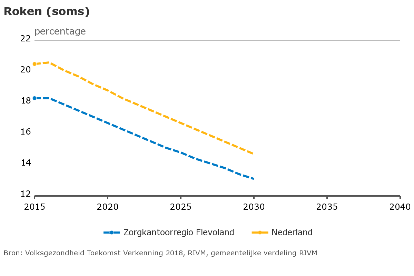 Roken (soms)
percentage
22
20
18
16
14
12
2015 2020 2025 2030 2035 2040
Zorgkantoorregio Flevoland Nederland
Bron: Volksgezondheid Toekomst Verkenning 2018, RIVM, gemeentelijke verdeling RIVM